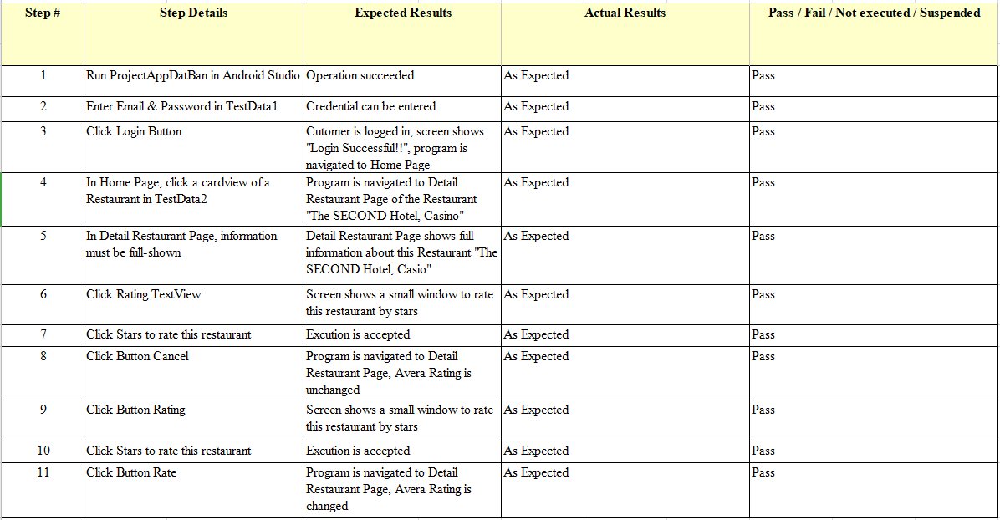 Step # Step Details Expected Results Actual Results Pass / Fail / Not executed / Suspended
1 Run ProjectAppDatBan in Android Studio Operation succeeded As Expected Pass
2 Enter Email & Password in TestData1 Credential can be entered As Expected Pass
3 Click Login Button Cutomer is logged in, screen shows As Expected Pass
"Login Successful!!", program is
navigated to Home Page
4 In Home Page, click a cardview of a Program is navigated to Detail As Expected Pass
Restaurant in TestData2 Restaurant Page of the Restaurant
"The SECOND Hotel, Casino"
5 In Detail Restaurant Page, information Detail Restaurant Page shows full As Expected Pass
must be full-shown information about this Restaurant "The
SECOND Hotel, Casio"
6 Click Rating TextView Screen shows a small window to rate As Expected Pass
this restaurant by stars
7 Click Stars to rate this restaurant Excution is accepted As Expected Pass
8 Click Button Cancel Program is navigated to Detail As Expected Pass
Restaurant Page, Avera Rating is
unchanged
9 Click Button Rating Screen shows a small window to rate As Expected Pass
this restaurant by stars
10 Click Stars to rate this restaurant Excution is accepted As Expected Pass
11 Click Button Rate Program is navigated to Detail As Expected Pass
Restaurant Page, Avera Rating is
changed